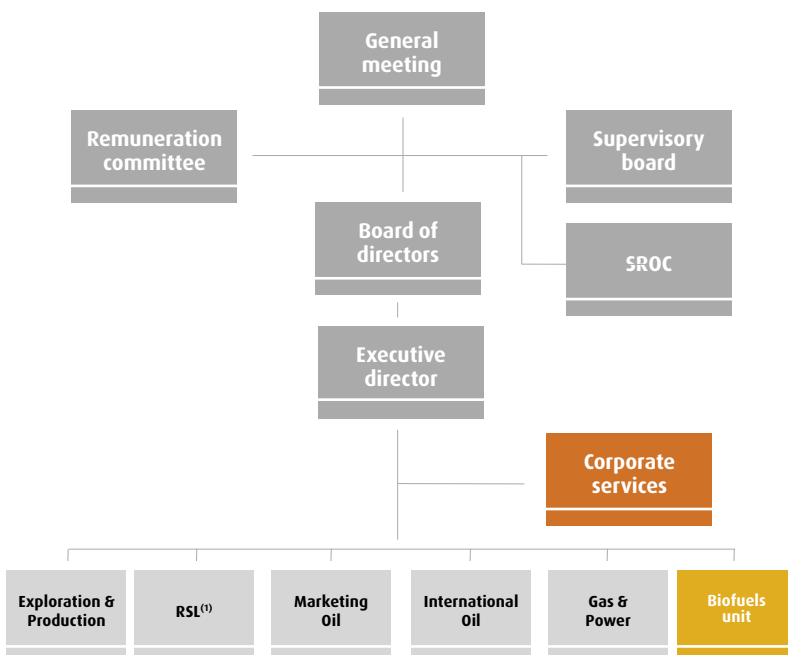 General
meeting
Remuneration
committee
Supervisory
board
Board of
directors
SROC
Executive
director
Corporate
services
Exploration &
Production
RSL(1)
Marketing
Oil
International
Oil
Gas &
Power
Biofuels
unit